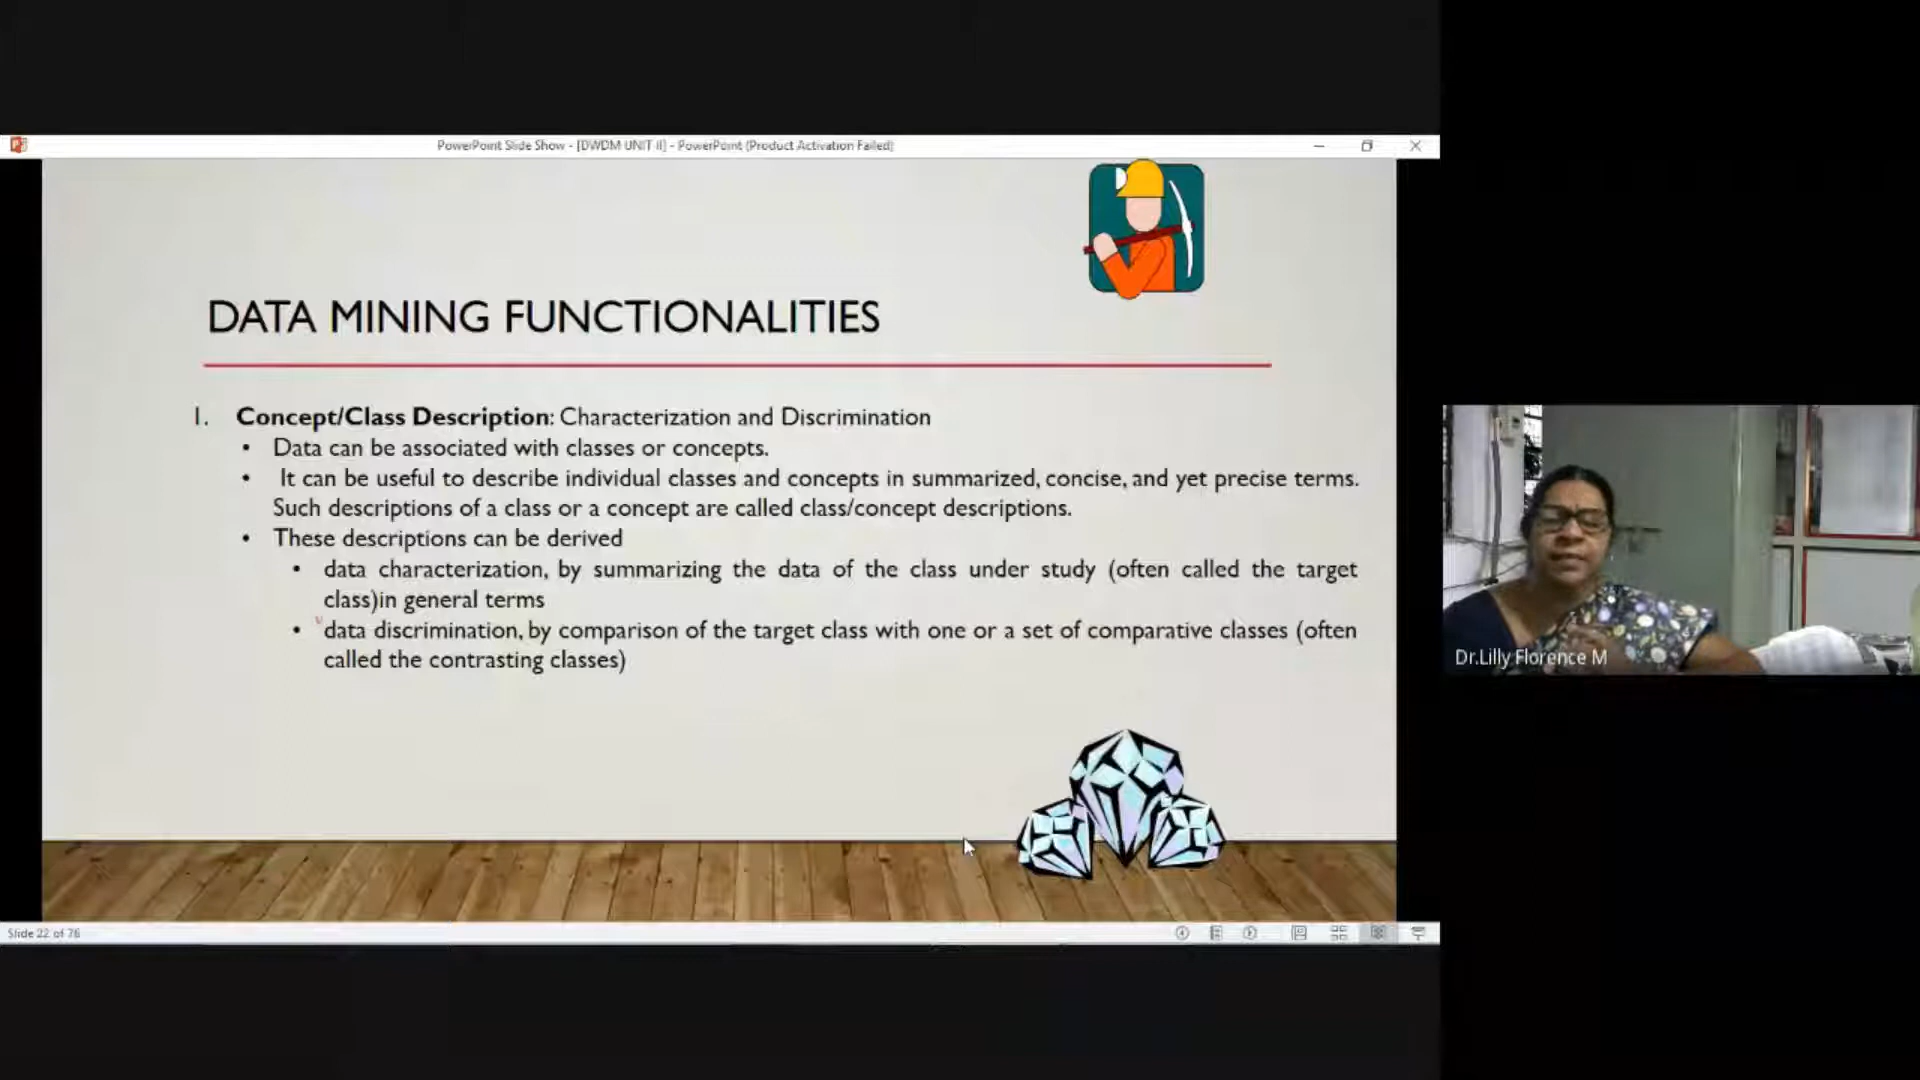 PowerPoint Slide Show - [DWDM UNIT II] - PowerPoint (Product Activation Failed)
DATA MINING FUNCTIONALITIES
1. Concept/Class Description: Characterization and Discrimination
• Data can be associated with classes or concepts.
• It can be useful to describe individual classes and concepts in summarized, concise, and yet precise terms.
Such descriptions of a class or a concept are called class/concept descriptions.
• These descriptions can be derived
• data characterization, by summarizing the data of the class under study (often called the target
class)in general terms
• data discrimination, by comparison of the target class with one or a set of comparative classes (often
called the contrasting classes)
Dr.Lilly Florence M
Slide 22 of 76